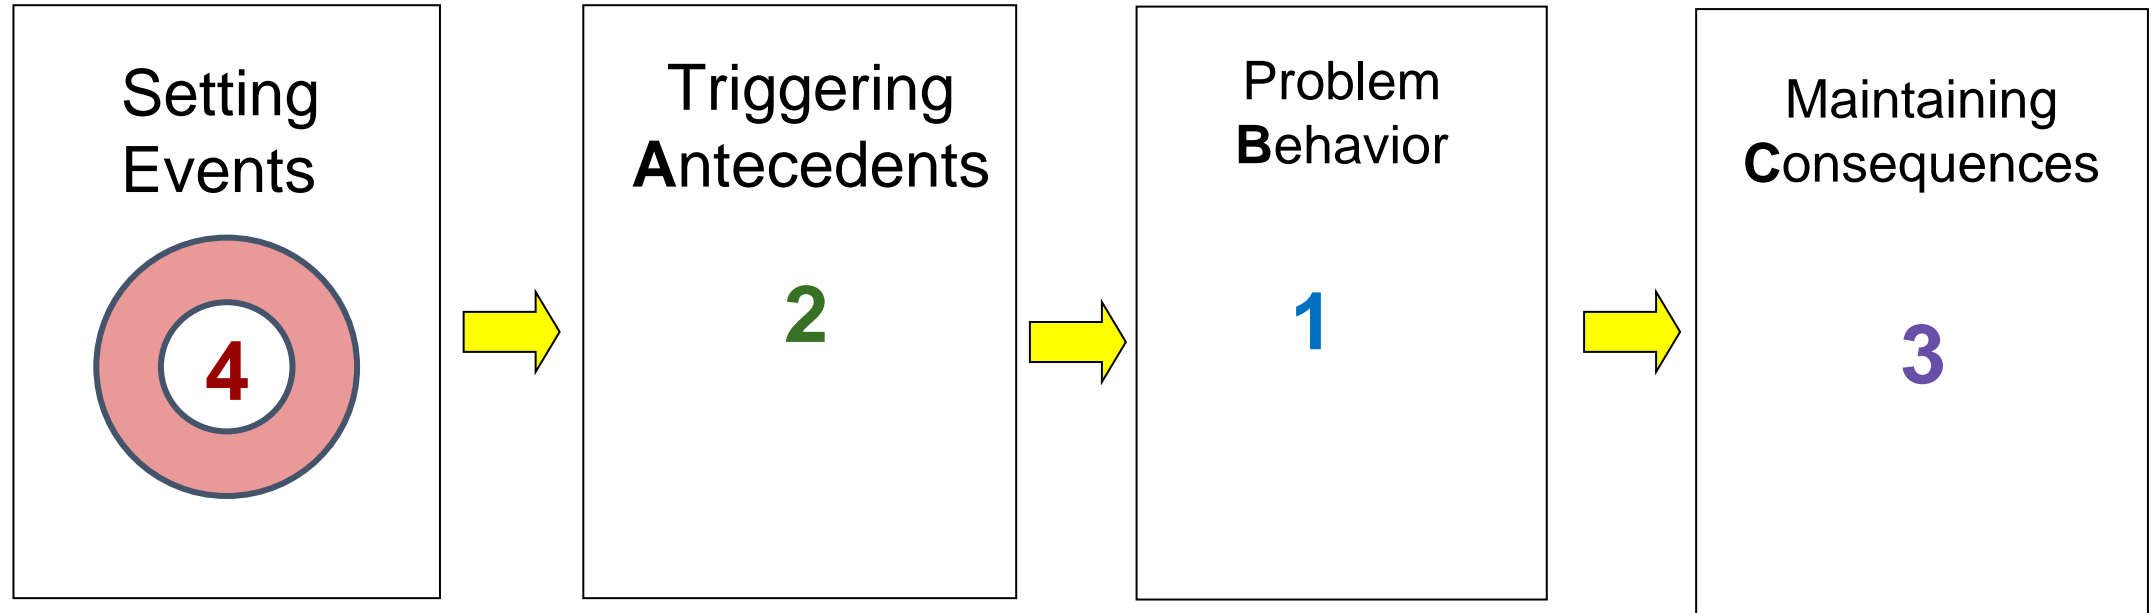 Setting
Events
4
Triggering
Antecedents
2
Problem
Behavior
1
Maintaining
Consequences
3